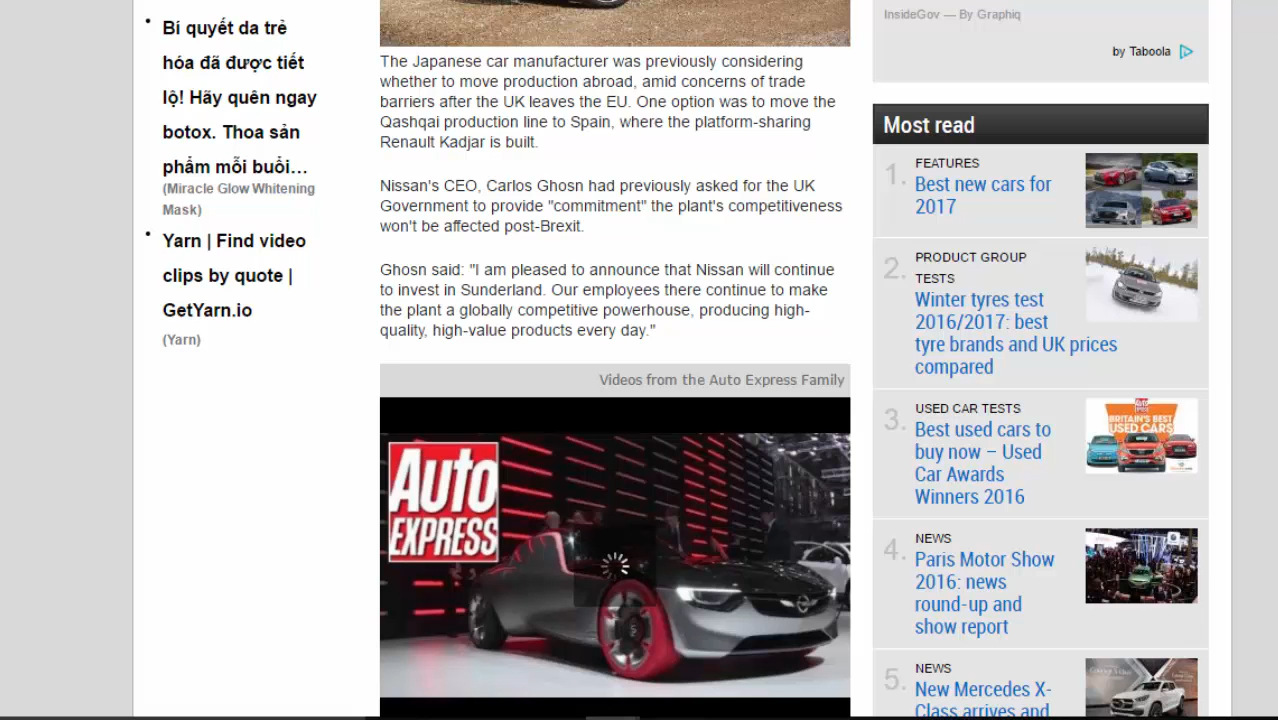 Bí quyết da trẻ
hóa đã được tiết
lộ! Hãy quên ngay
botox. Thoa sản
phẩm mỗi buổi...
(Miracle Glow Whitening
Mask)
Yarn | Find video
clips by quote |
GetYarn.io
(Yarn)
The Japanese car manufacturer was previously considering
whether to move production abroad, amid concerns of trade
barriers after the UK leaves the EU. One option was to move the
Qashqai production line to Spain, where the platform-sharing
Renault Kadjar is built.
Nissan's CEO, Carlos Ghosn had previously asked for the UK
Government to provide "commitment" the plant's competitiveness
won't be affected post-Brexit.
Ghosn said: "I am pleased to announce that Nissan will continue
to invest in Sunderland. Our employees there continue to make
the plant a globally competitive powerhouse, producing high-
quality, high-value products every day."
Videos from the Auto Express Family
Auto
EXPRESS
InsideGov — By Graphiq
by Taboola
Most read
1. FEATURES
Best new cars for
2017
2. PRODUCT GROUP
TESTS
Winter tyres test
2016/2017: best
tyre brands and UK prices
compared
3. USED CAR TESTS
Best used cars to
buy now – Used
Car Awards
Winners 2016
BRITAIN'S BEST
USED CARS
4. NEWS
Paris Motor Show
2016: news
round-up and
show report
5. NEWS
New Mercedes X-
Class arrives and